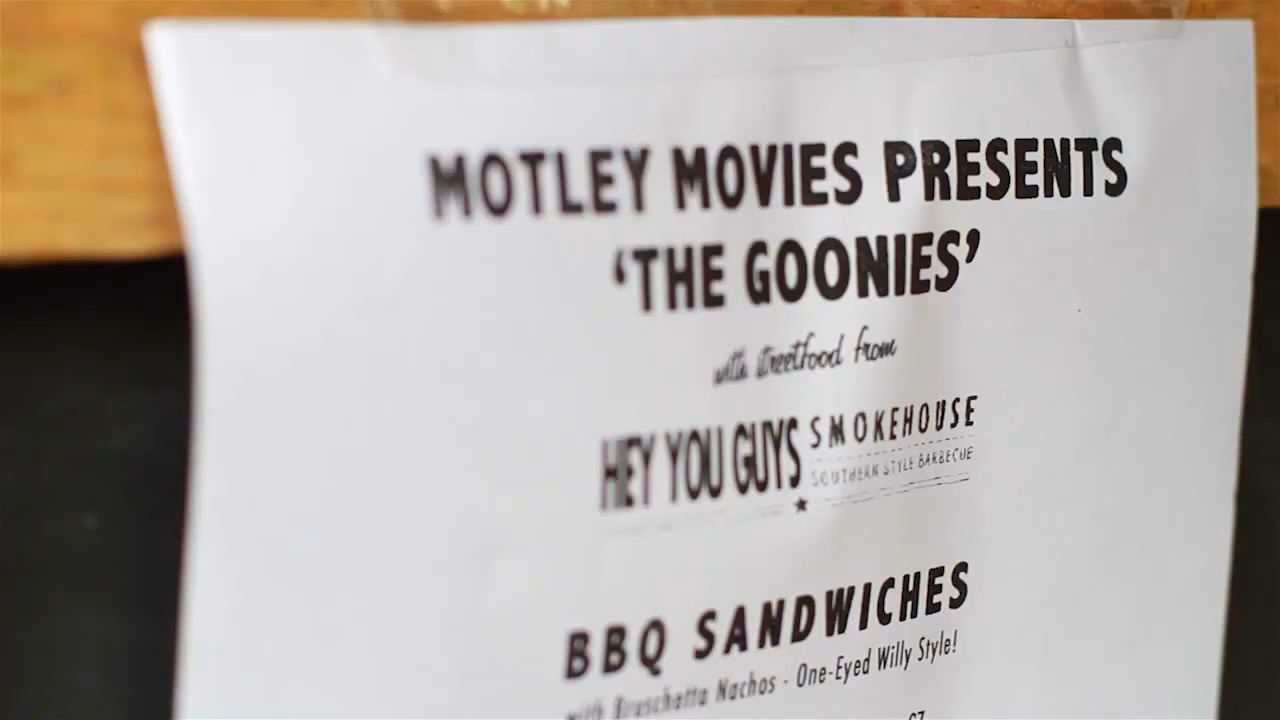 MOTLEY MOVIES PRESENTS
‘THE GOONIES’
with streetfood from
HEY YOU GUYS SMOKEHOUSE
SOUTHERN STYLE BARBECUE
BBQ SANDWICHES
with Bruschetta Nachos - One-Eyed Willy Style!